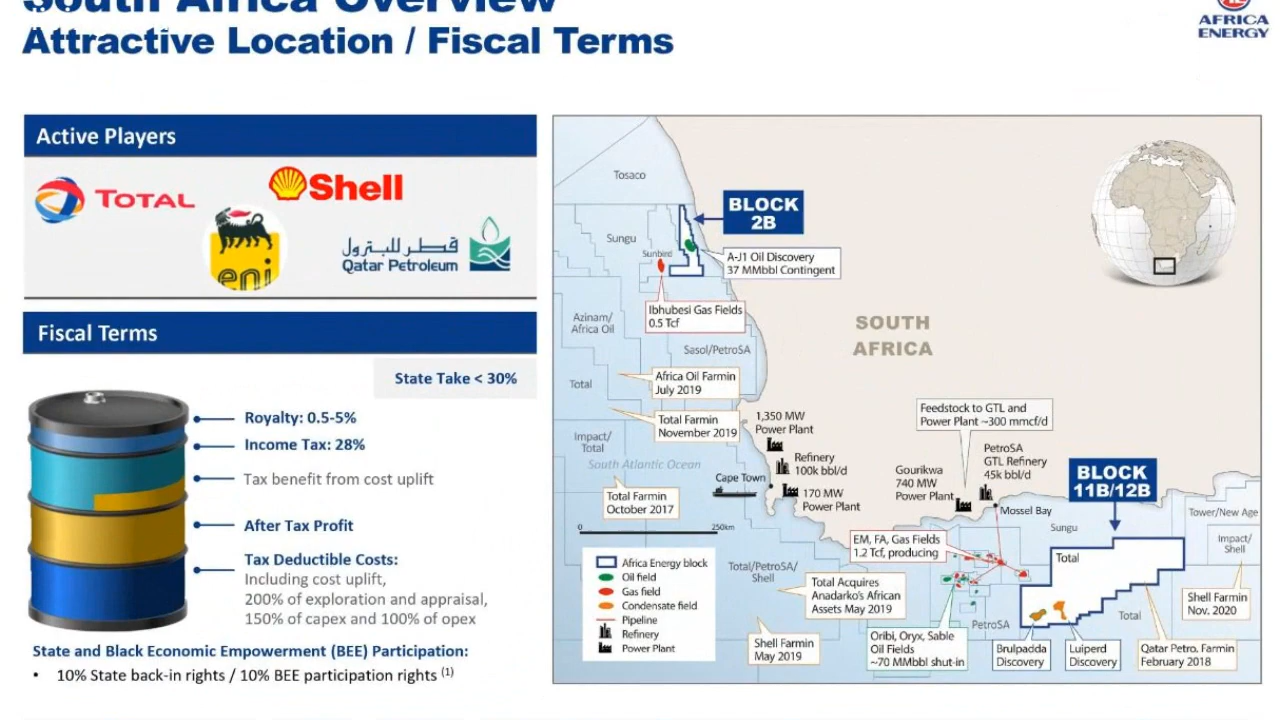 South Africa Overview
Attractive Location / Fiscal Terms
AFRICA
ENERGY
Active Players
TOTAL
Shell
eni
قطر للبترول
Qatar Petroleum
Fiscal Terms
State Take < 30%
Royalty: 0.5-5%
Income Tax: 28%
Tax benefit from cost uplift
After Tax Profit
Tax Deductible Costs:
Including cost uplift,
200% of exploration and appraisal,
150% of capex and 100% of opex
State and Black Economic Empowerment (BEE) Participation:
• 10% State back-in rights / 10% BEE participation rights (1)
Tosaco
BLOCK
2B
Sungu
Sunbird
A-J1 Oil Discovery
37 MMbbl Contingent
Ibhubesi Gas Fields
0.5 Tcf
Azinam/
Africa Oil
SOUTH
AFRICA
Sasol/PetroSA
Total
Africa Oil Farmin
July 2019
Total Farmin
November 2019
1,350 MW
Power Plant
Feedstock to GTL and
Power Plant ~300 mmcf/d
Impact/
Total
South Atlantic Ocean
Refinery
100k bbl/d
Cape Town
170 MW
Power Plant
Gourikwa
740 MW
Power Plant
PetroSA
GTL Refinery
45k bbl/d
BLOCK
11B/12B
Total Farmin
October 2017
Mossel Bay
Sungu
Tower/New Age
0
250km
EM, FA, Gas Fields
1.2 Tcf, producing
Impact/
Shell
Total
Africa Energy block
Oil field
Gas field
Condensate field
Pipeline
Refinery
Power Plant
Total/PetroSA/
Shell
Total Acquires
Anadarko's African
Assets May 2019
Shell Farmin
Nov. 2020
PetroSA
Total
Shell Farmin
May 2019
Oribi, Oryx, Sable
Oil Fields
~70 MMbbl shut-in
Brulpadda
Discovery
Luiperd
Discovery
Qatar Petro. Farmin
February 2018